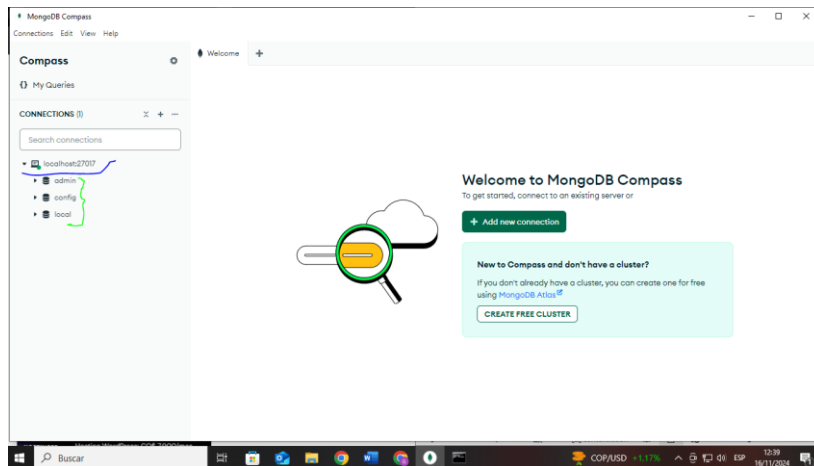 MongoDB Compass
Connections Edit View Help
Compass
Welcome
{} My Queries
CONNECTIONS (1)
Search connections
localhost:27017
admin
config
local
Welcome to MongoDB Compass
To get started, connect to an existing server or
+ Add new connection
New to Compass and don't have a cluster?
If you don't already have a cluster, you can create one for free
using MongoDB Atlas
CREATE FREE CLUSTER
Buscar
COP/USD +1.17%
ESP
12:39
16/11/2024